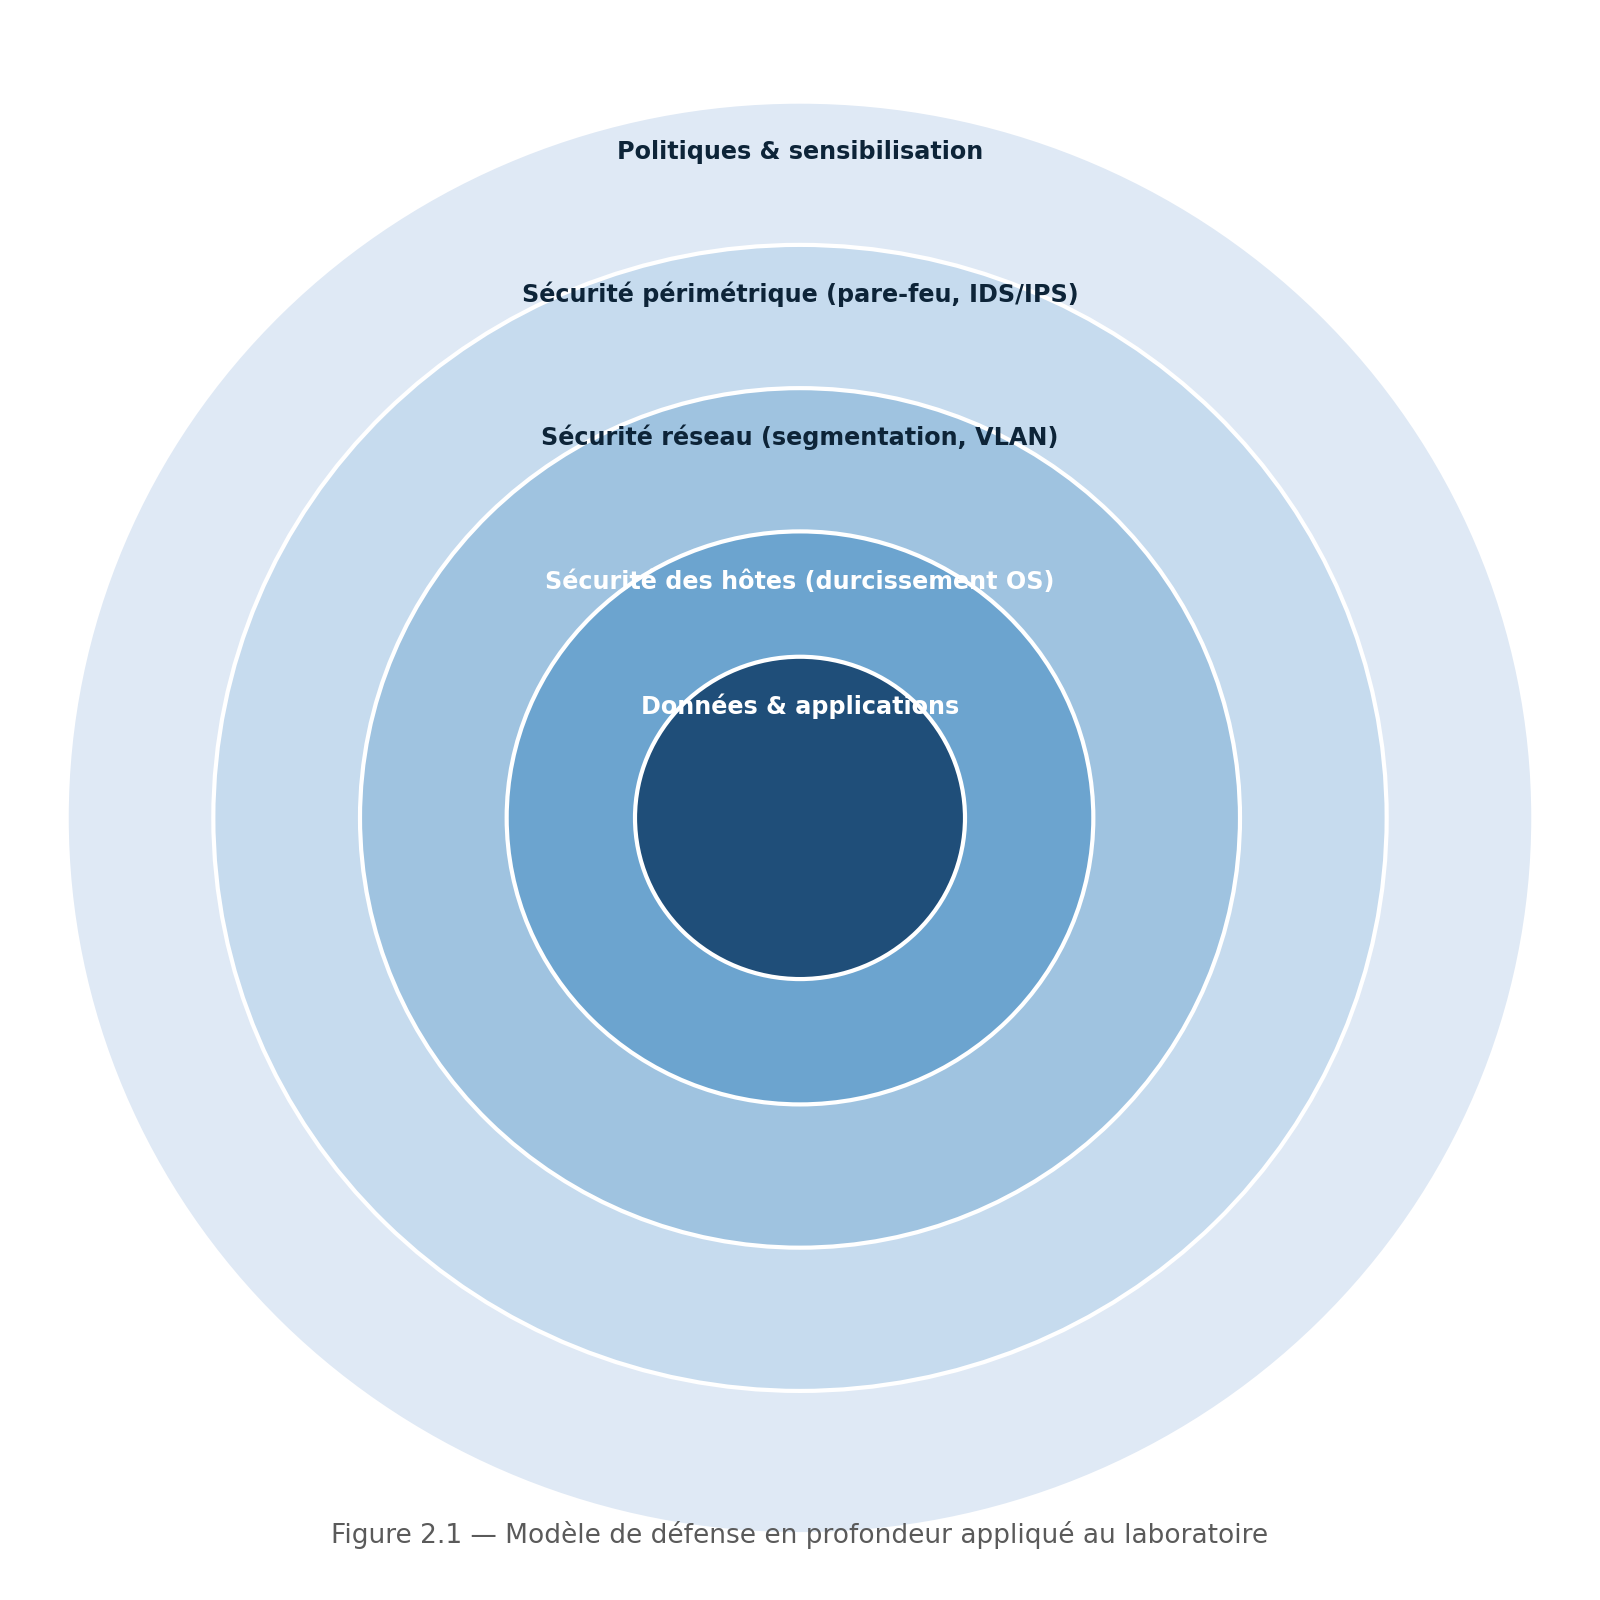 Politiques & sensibilisation
Sécurité périmétrique (pare-feu, IDS/IPS)
Sécurité réseau (segmentation, VLAN)
Sécurité des hôtes (durcissement OS)
Données & applications
Figure 2.1 — Modèle de défense en profondeur appliqué au laboratoire